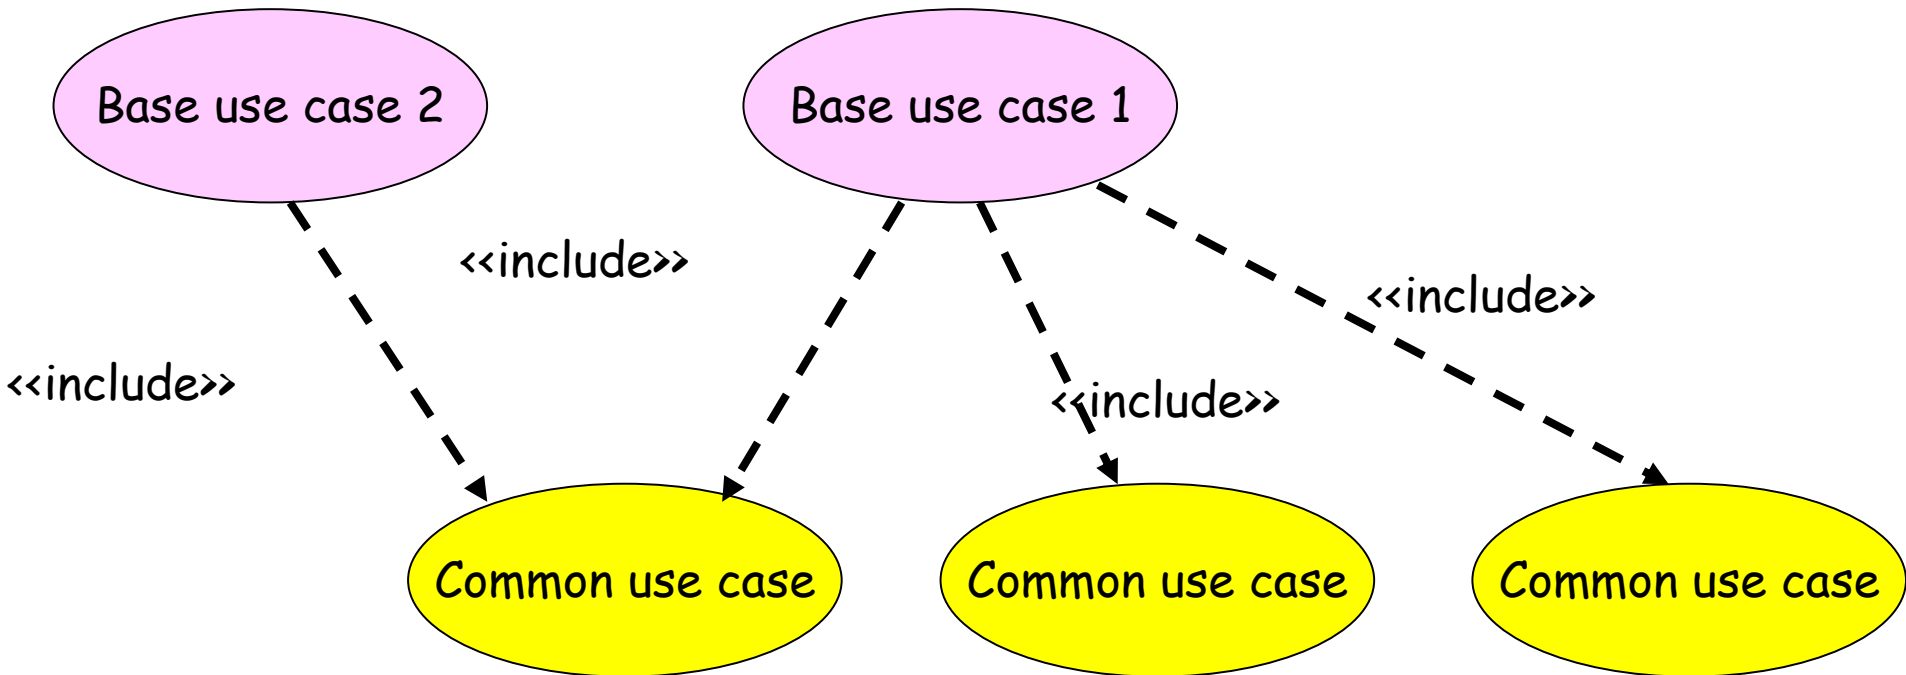 Base use case 2
Base use case 1
<<include>>
<<include>>
<<include>>
<<include>>
Common use case
Common use case
Common use case